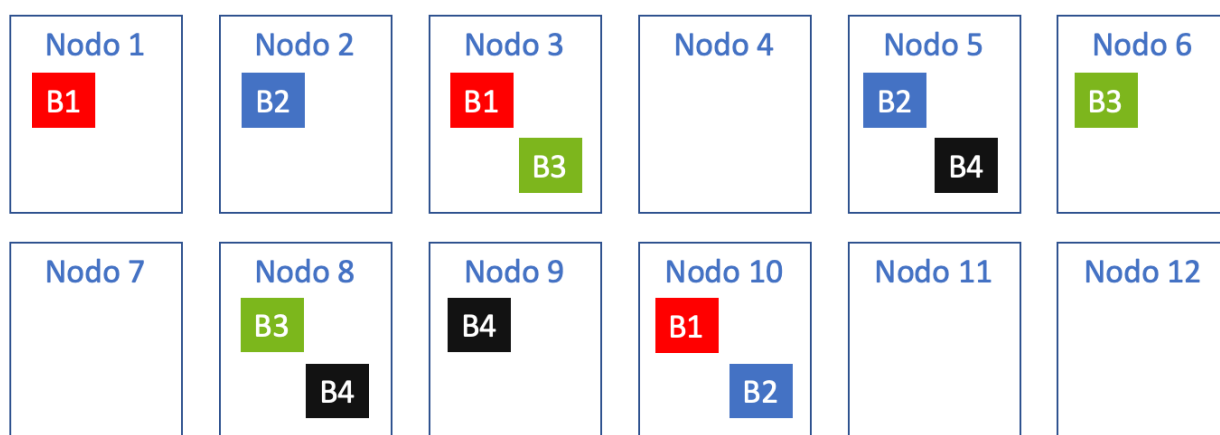 Nodo 1
B1
Nodo 2
B2
Nodo 3
B1
B3
Nodo 4
Nodo 5
B2
B4
Nodo 6
B3
Nodo 7
Nodo 8
B3
B4
Nodo 9
B4
Nodo 10
B1
B2
Nodo 11
Nodo 12